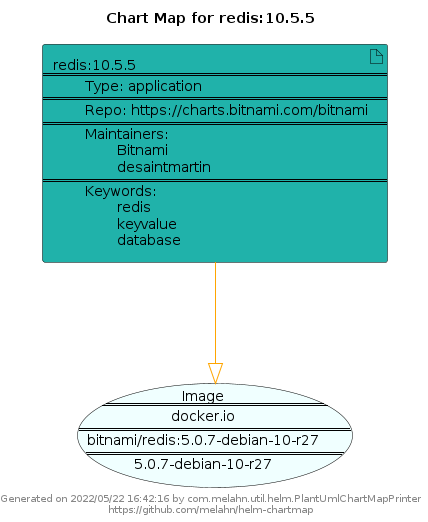 Chart Map for redis:10.5.5
redis:10.5.5
Type: application
Repo: https://charts.bitnami.com/bitnami
Maintainers:
Bitnami
desaintmartin
Keywords:
redis
keyvalue
database
Image
docker.io
bitnami/redis:5.0.7-debian-10-r27
5.0.7-debian-10-r27
Generated on 2022/05/22 16:42:16 by com.melahn.util.helm.PlantUmlChartMapPrinter
https://github.com/melahn/helm-chartmap